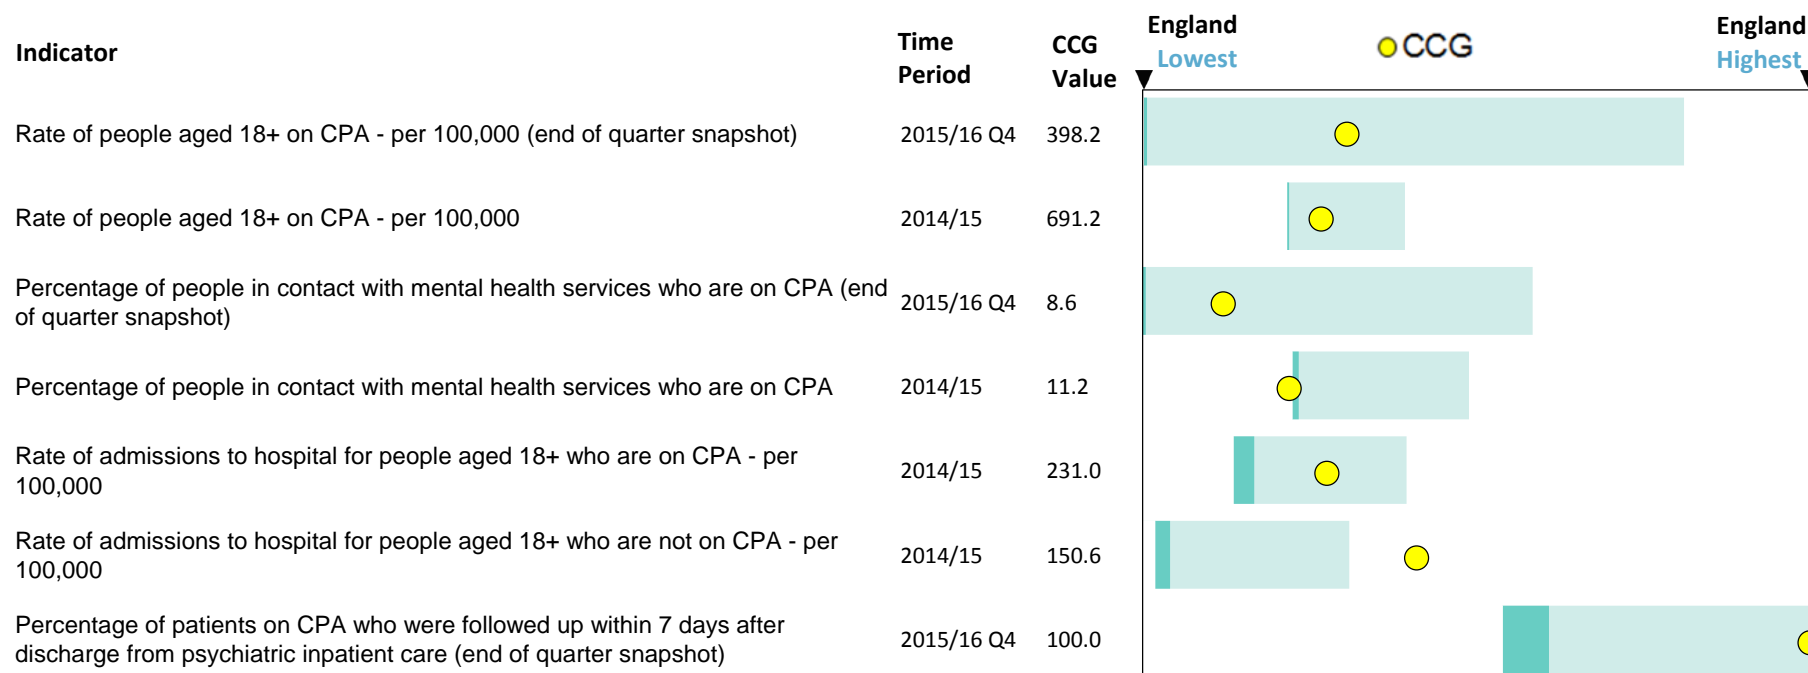 Indicator
Time
Period
CCG
Value
England
Lowest
CCG
England
Highest
Rate of people aged 18+ on CPA - per 100,000 (end of quarter snapshot)
2015/16 Q4
398.2
Rate of people aged 18+ on CPA - per 100,000
2014/15
691.2
Percentage of people in contact with mental health services who are on CPA (end
of quarter snapshot)
2015/16 Q4
8.6
Percentage of people in contact with mental health services who are on CPA
2014/15
11.2
Rate of admissions to hospital for people aged 18+ who are on CPA - per
100,000
2014/15
231.0
Rate of admissions to hospital for people aged 18+ who are not on CPA - per
100,000
2014/15
150.6
Percentage of patients on CPA who were followed up within 7 days after
discharge from psychiatric inpatient care (end of quarter snapshot)
2015/16 Q4
100.0